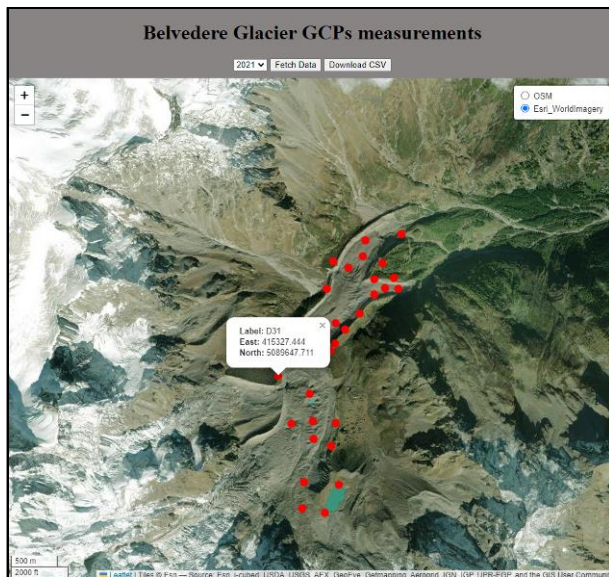 Belvedere Glacier GCPs measurements
2021 Fetch Data Download CSV
+
−
OSM
Esri_WorldImagery
×
Label: D31
East: 415327.444
North: 5089647.711
500 m
2000 ft
Leaflet | Tiles © Esri — Source: Esri, i-cubed, USDA, USGS, AEX, GeoEye, Getmapping, Aerogrid, IGN, IGP, UPR-EGP, and the GIS User Commun